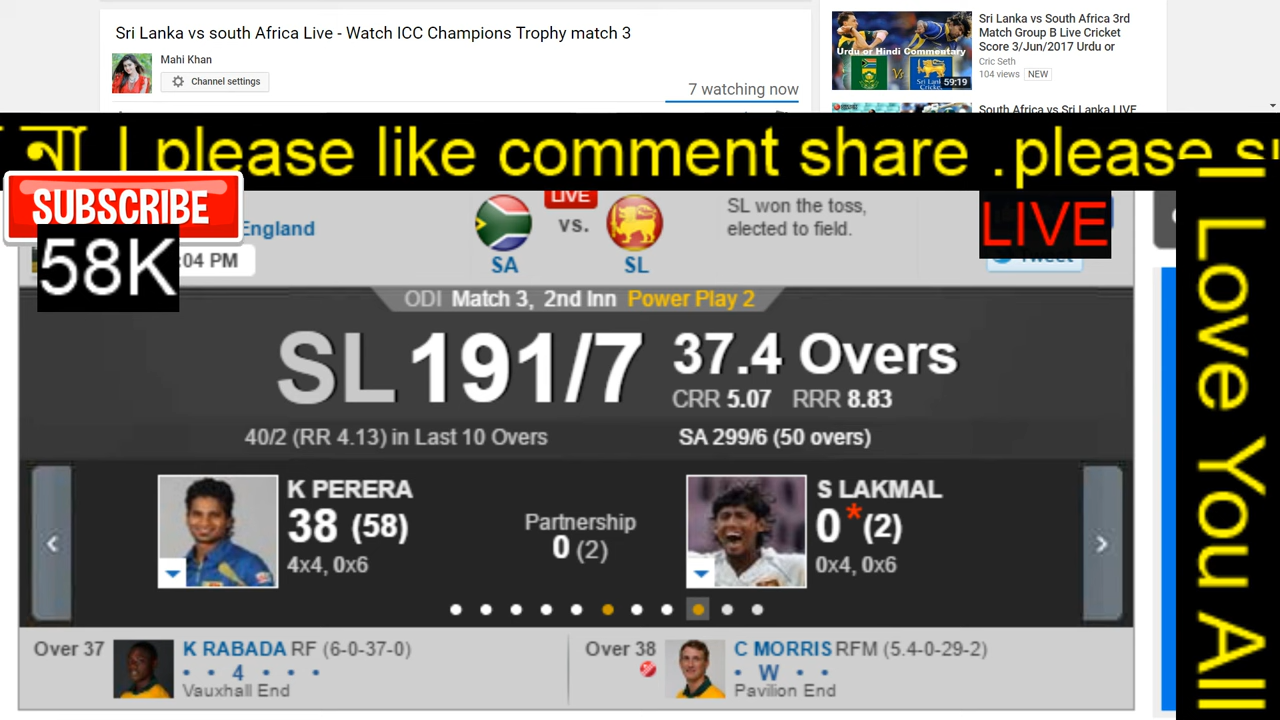 Sri Lanka vs south Africa Live - Watch ICC Champions Trophy match 3
Mahi Khan
Channel settings
7 watching now
Urdu or Hindi Commentary
Vs
59:19
Sri Lanka vs South Africa 3rd
Match Group B Live Cricket
Score 3/Jun/2017 Urdu or
Cric Seth
104 views NEW
South Africa vs Sri Lanka LIVE
না | please like comment share .please
SUBSCRIBE
58K
England
:04 PM
LIVE
vs.
SA
SL
SL won the toss,
elected to field.
LIVE
Tweet
I Love You All
ODI Match 3, 2nd Inn Power Play 2
SL 191/7
37.4 Overs
CRR 5.07 RRR 8.83
40/2 (RR 4.13) in Last 10 Overs
SA 299/6 (50 overs)
K PERERA
38 (58)
4x4, 0x6
Partnership
0 (2)
S LAKMAL
0* (2)
0x4, 0x6
Over 37
K RABADA RF (6-0-37-0)
• • 4 • • •
Vauxhall End
Over 38
C MORRIS RFM (5.4-0-29-2)
• W • •
Pavilion End